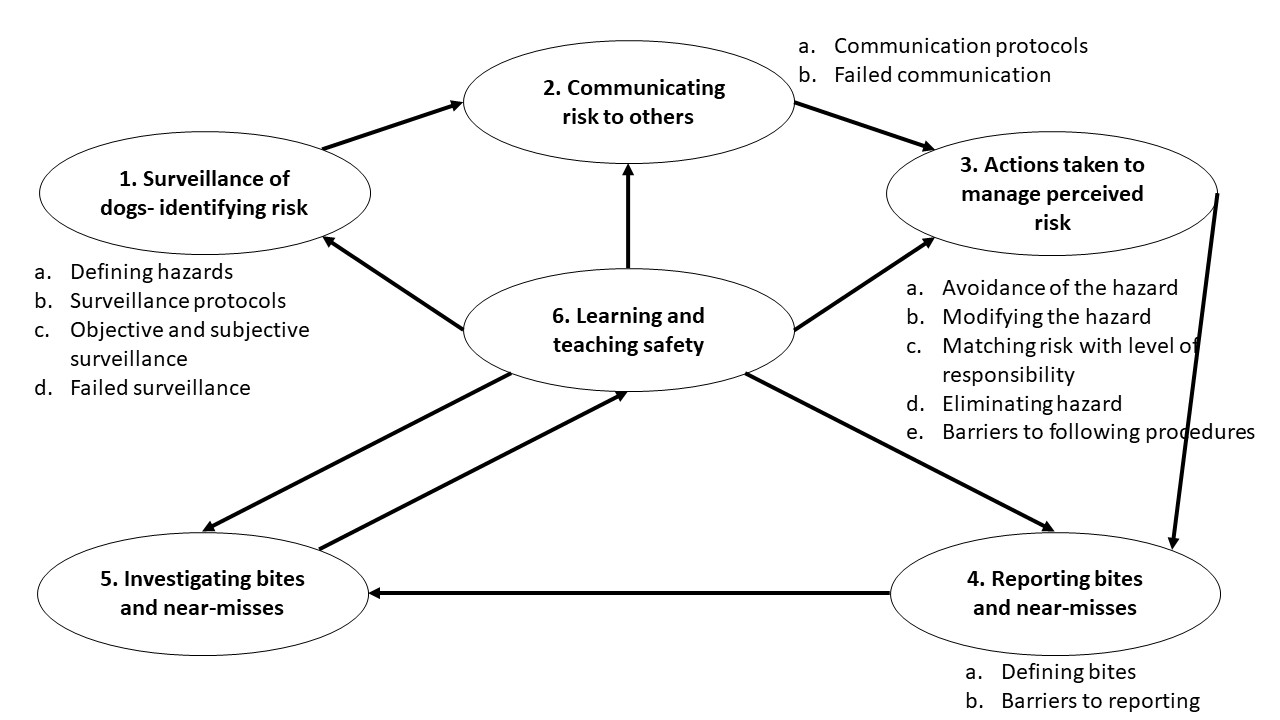 2. Communicating
risk to others
a. Communication protocols
b. Failed communication
1. Surveillance of
dogs- identifying risk
a. Defining hazards
b. Surveillance protocols
c. Objective and subjective
surveillance
d. Failed surveillance
3. Actions taken to
manage perceived
risk
a. Avoidance of the hazard
b. Modifying the hazard
c. Matching risk with level of
responsibility
d. Eliminating hazard
e. Barriers to following procedures
6. Learning and
teaching safety
5. Investigating bites
and near-misses
4. Reporting bites
and near-misses
a. Defining bites
b. Barriers to reporting